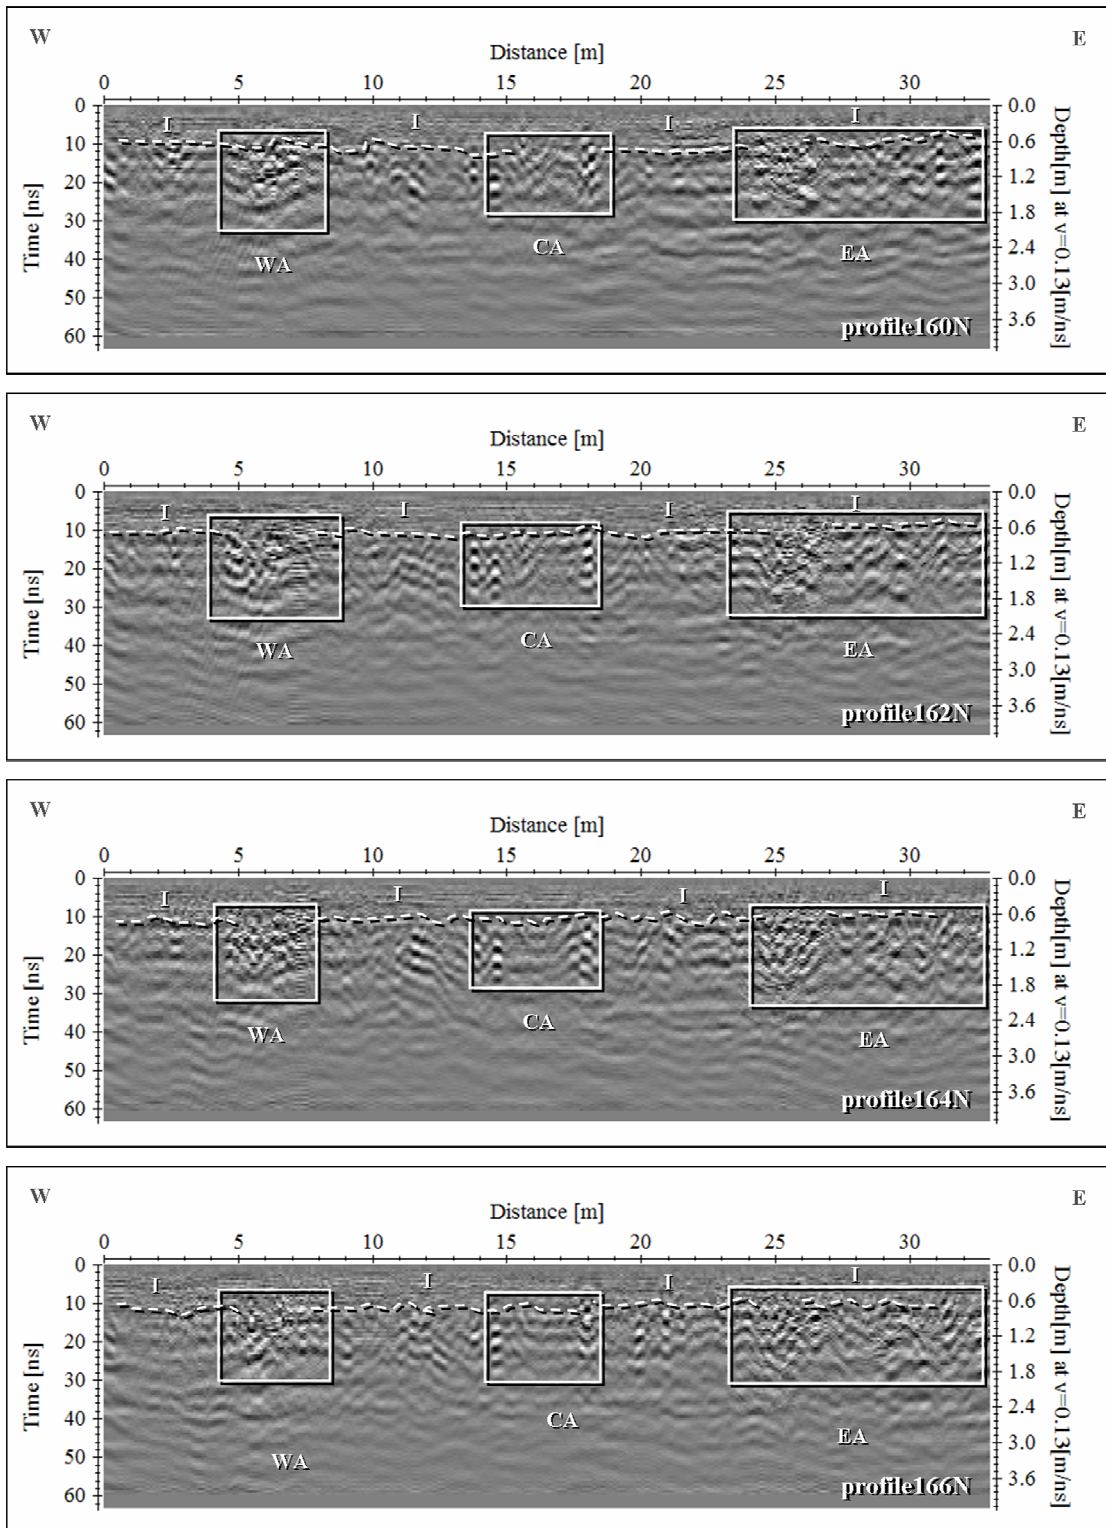 W
E
Distance [m]
0 5 10 15 20 25 30
Time [ns]
0
10
20
30
40
50
60
I I I I
WA CA EA
profile160N
0.0
0.6
1.2
1.8
2.4
3.0
3.6
Depth[m] at v=0.13[m/ns]
W
E
Distance [m]
0 5 10 15 20 25 30
Time [ns]
0
10
20
30
40
50
60
I I I I
WA CA EA
profile162N
0.0
0.6
1.2
1.8
2.4
3.0
3.6
Depth[m] at v=0.13[m/ns]
W
E
Distance [m]
0 5 10 15 20 25 30
Time [ns]
0
10
20
30
40
50
60
I I I I
WA CA EA
profile164N
0.0
0.6
1.2
1.8
2.4
3.0
3.6
Depth[m] at v=0.13[m/ns]
W
E
Distance [m]
0 5 10 15 20 25 30
Time [ns]
0
10
20
30
40
50
60
I I I I
WA CA EA
profile166N
0.0
0.6
1.2
1.8
2.4
3.0
3.6
Depth[m] at v=0.13[m/ns]